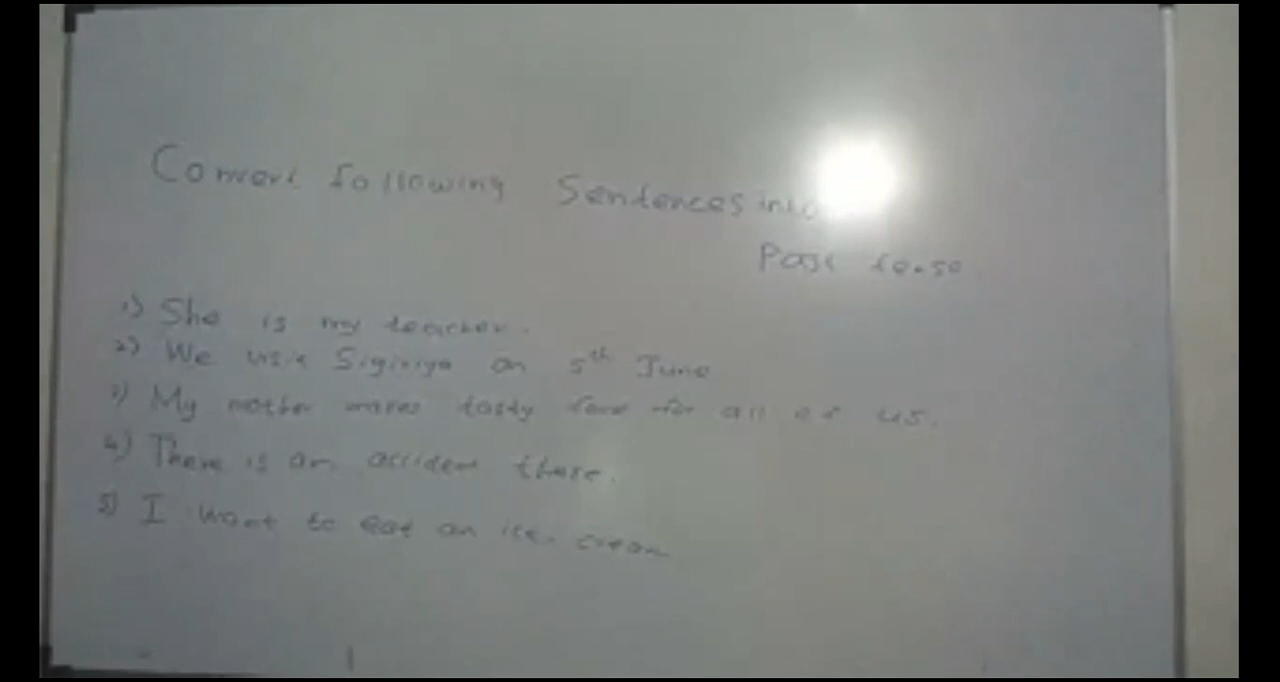 Convert following Sentences into
Past tense
1) She is my teacher.
2) We visit Sigiriya on 5th June
3) My mother makes tasty food for all of us.
4) There is an accident there.
5) I want to eat an ice cream